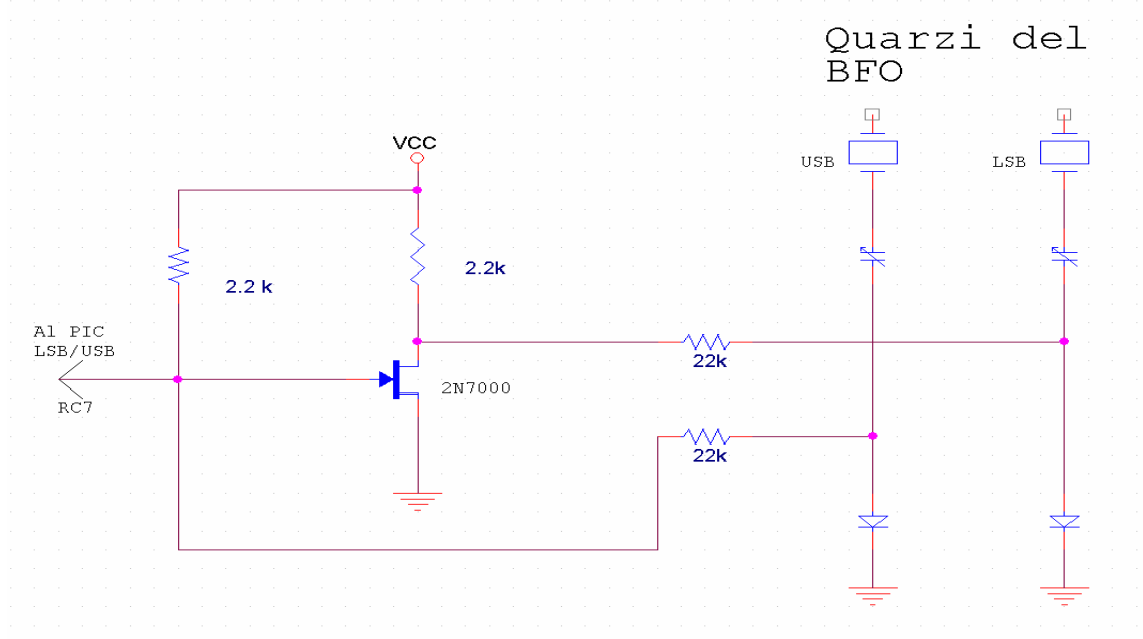 Quarzi del
BFO
VCC
USB
LSB
2.2k
2.2 k
Al PIC
LSB/USB
22k
2N7000
RC7
22k